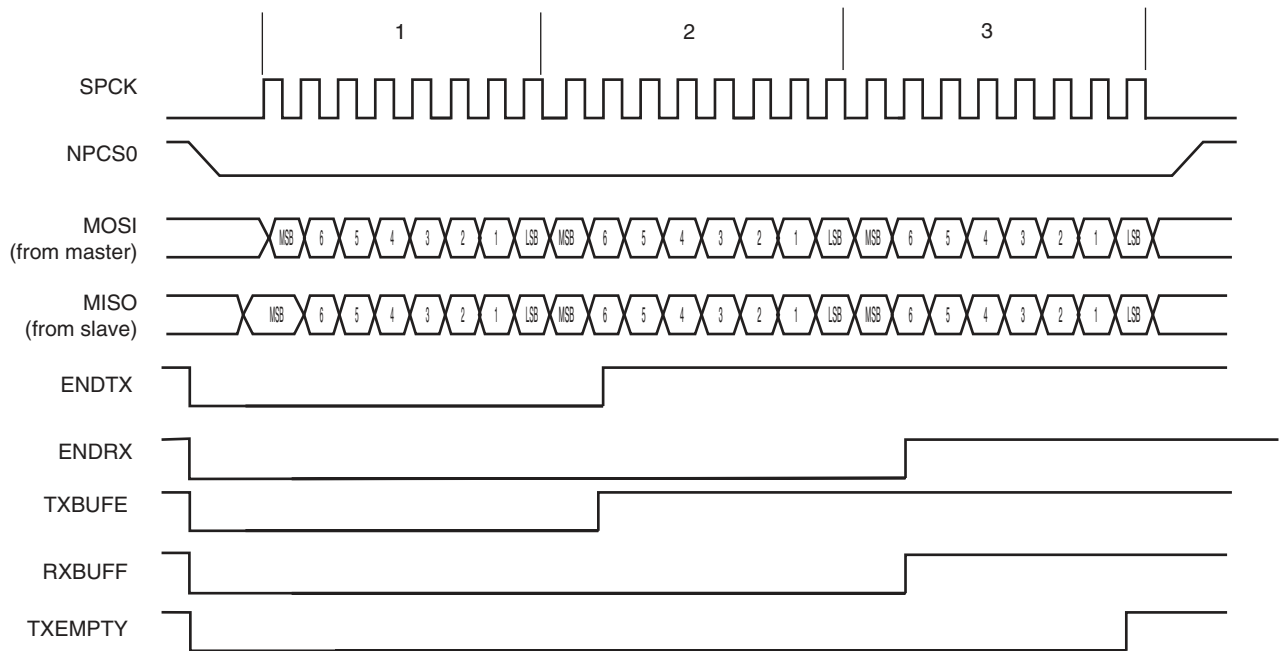 1 2 3
SPCK
NPCS0
MOSI
(from master)
MSB 6 5 4 3 2 1 LSB MSB 6 5 4 3 2 1 LSB MSB 6 5 4 3 2 1 LSB
MISO
(from slave)
MSB 6 5 4 3 2 1 LSB MSB 6 5 4 3 2 1 LSB MSB 6 5 4 3 2 1 LSB
ENDTX
ENDRX
TXBUFE
RXBUFF
TXEMPTY